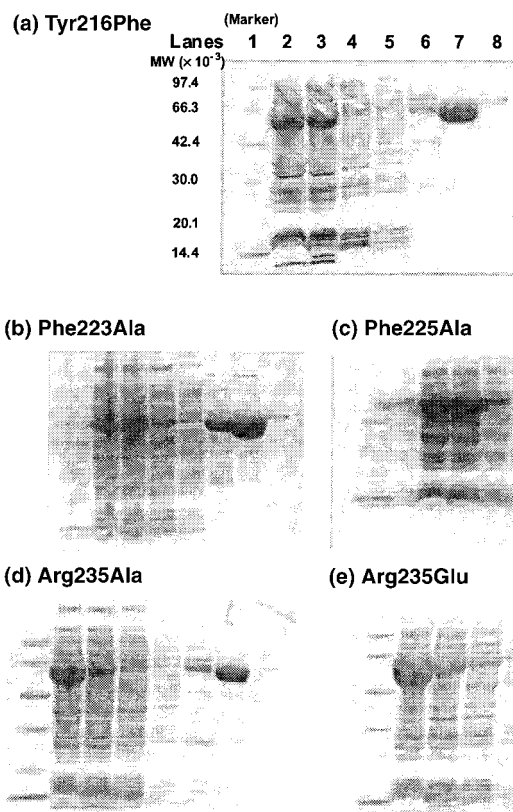 (a) Tyr216Phe
(Marker)
Lanes 1 2 3 4 5 6 7 8
MW (× 10⁻³)
97.4
66.3
42.4
30.0
20.1
14.4
(b) Phe223Ala
(c) Phe225Ala
(d) Arg235Ala
(e) Arg235Glu